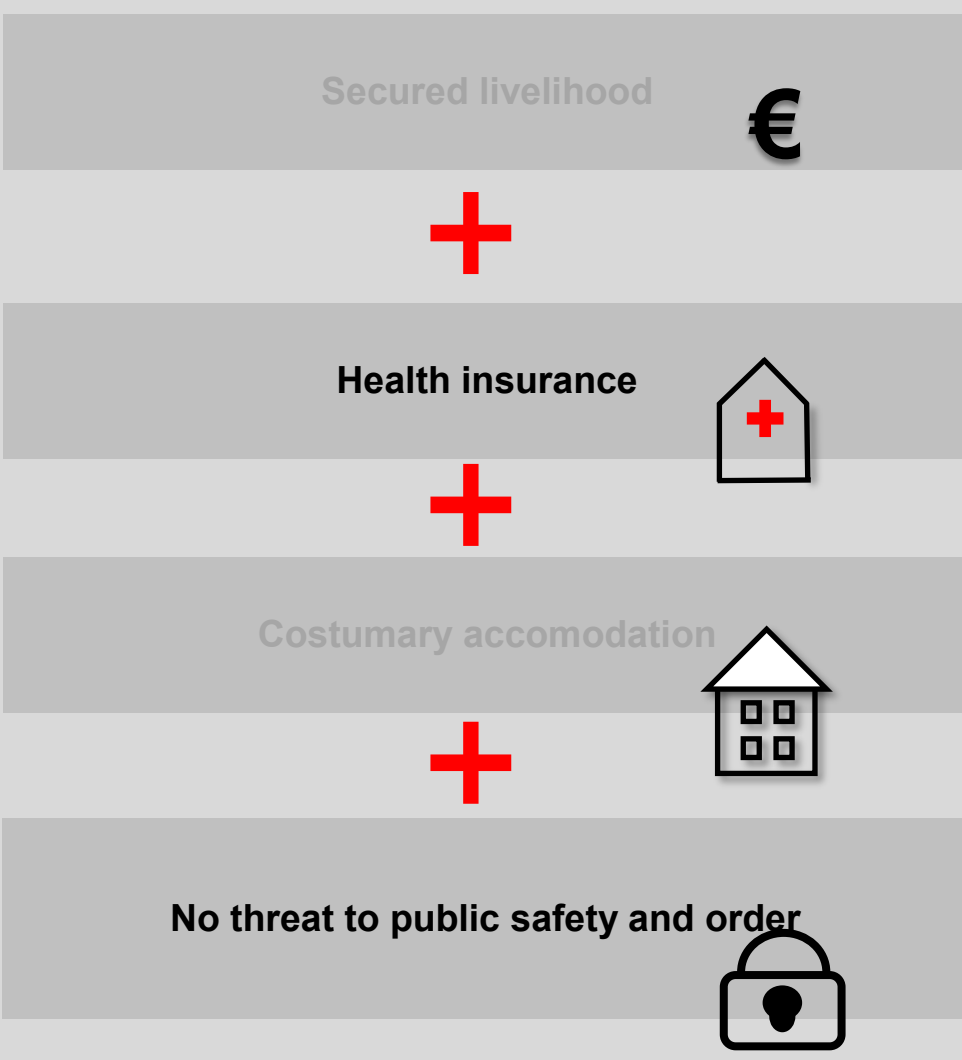 Secured livelihood
€
Health insurance
Costumary accomodation
No threat to public safety and order